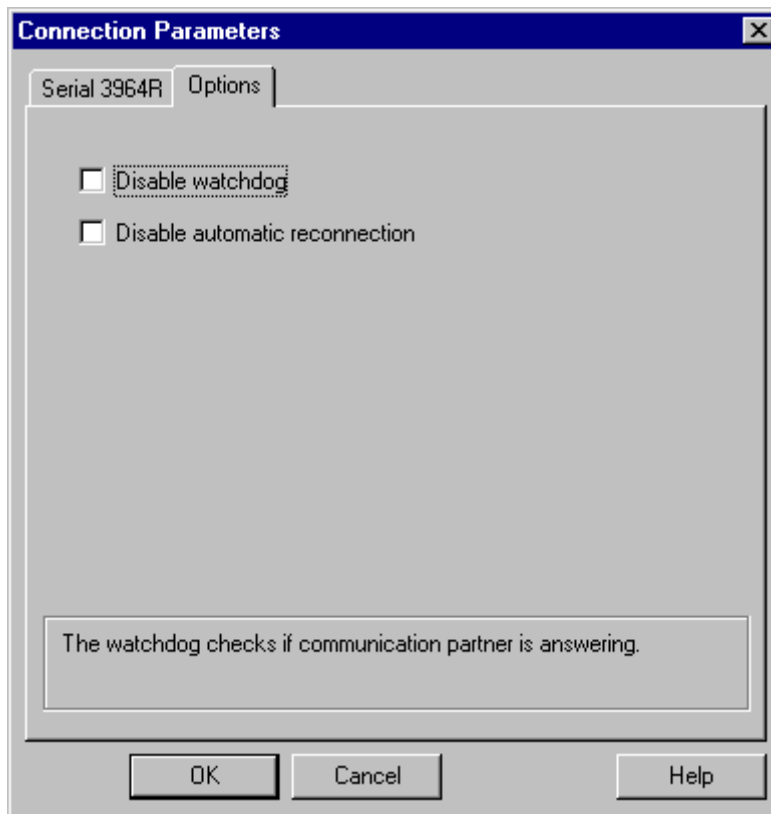 Connection Parameters
Serial 3964R
Options
Disable watchdog
Disable automatic reconnection
The watchdog checks if communication partner is answering.
OK
Cancel
Help